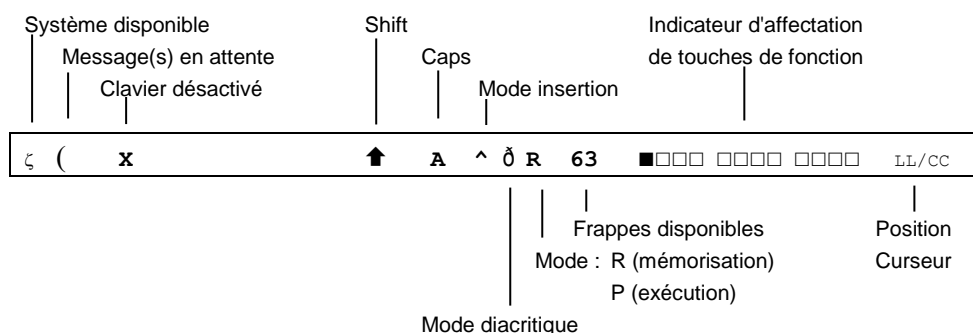 Système disponible Shift Indicateur d'affectation
Message(s) en attente Caps de touches de fonction
Clavier désactivé Mode insertion
ζ ( X ⬆ A ^ ð R 63 ■□□□ □□□□ □□□□ LL/CC
Frappes disponibles Position
Mode : R (mémorisation) Curseur
P (exécution)
Mode diacritique